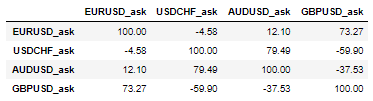 EURUSD_ask USDCHF_ask AUDUSD_ask GBPUSD_ask
EURUSD_ask 100.00 -4.58 12.10 73.27
USDCHF_ask -4.58 100.00 79.49 -59.90
AUDUSD_ask 12.10 79.49 100.00 -37.53
GBPUSD_ask 73.27 -59.90 -37.53 100.00